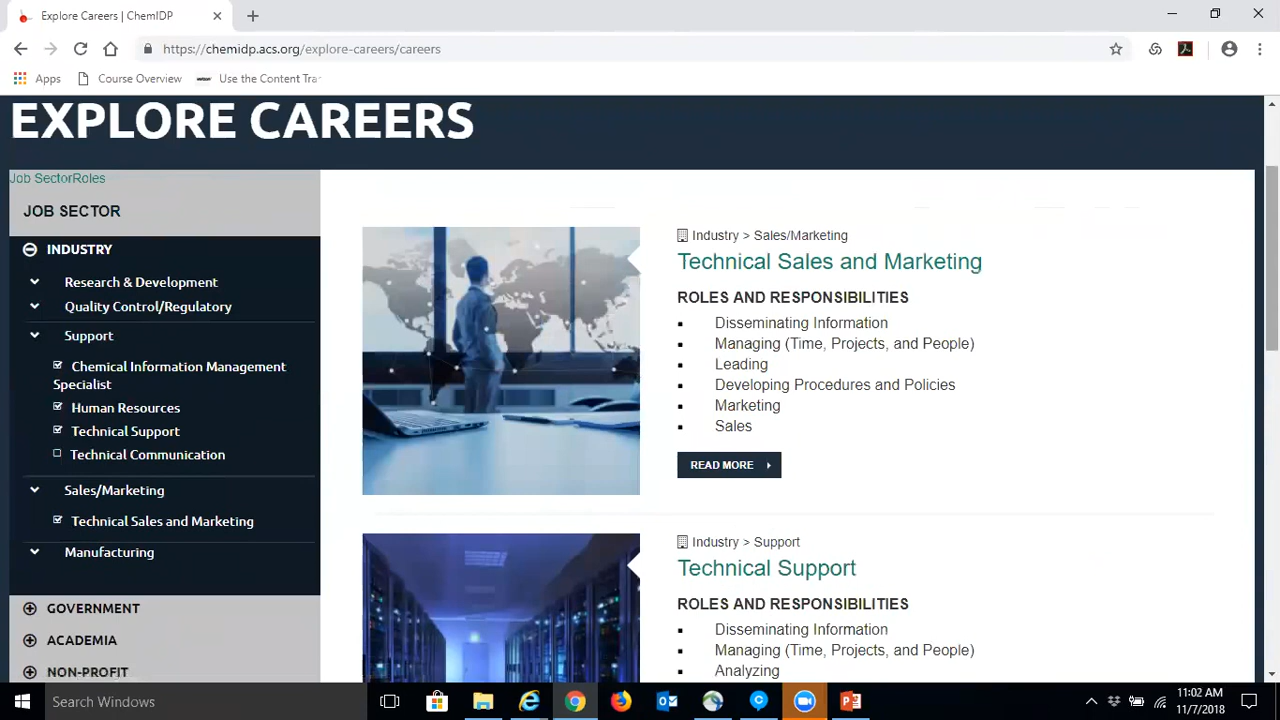 Explore Careers | ChemIDP
https://chemidp.acs.org/explore-careers/careers
Apps
Course Overview
Use the Content Tra
EXPLORE CAREERS
Job SectorRoles
JOB SECTOR
INDUSTRY
Research & Development
Quality Control/Regulatory
Support
Chemical Information Management
Specialist
Human Resources
Technical Support
Technical Communication
Sales/Marketing
Technical Sales and Marketing
Manufacturing
GOVERNMENT
ACADEMIA
NON-PROFIT
Industry > Sales/Marketing
Technical Sales and Marketing
ROLES AND RESPONSIBILITIES
Disseminating Information
Managing (Time, Projects, and People)
Leading
Developing Procedures and Policies
Marketing
Sales
READ MORE
Industry > Support
Technical Support
ROLES AND RESPONSIBILITIES
Disseminating Information
Managing (Time, Projects, and People)
Analyzing
Search Windows
11:02 AM
11/7/2018